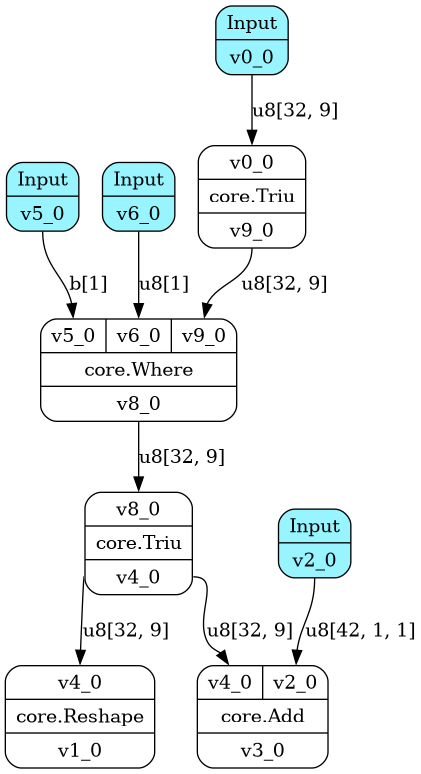 Input
v0_0
u8[32, 9]
v0_0
core.Triu
v9_0
Input
v5_0
Input
v6_0
b[1]
u8[1]
u8[32, 9]
v5_0 v6_0 v9_0
core.Where
v8_0
u8[32, 9]
v8_0
core.Triu
v4_0
Input
v2_0
u8[32, 9]
u8[32, 9]
u8[42, 1, 1]
v4_0
core.Reshape
v1_0
v4_0 v2_0
core.Add
v3_0